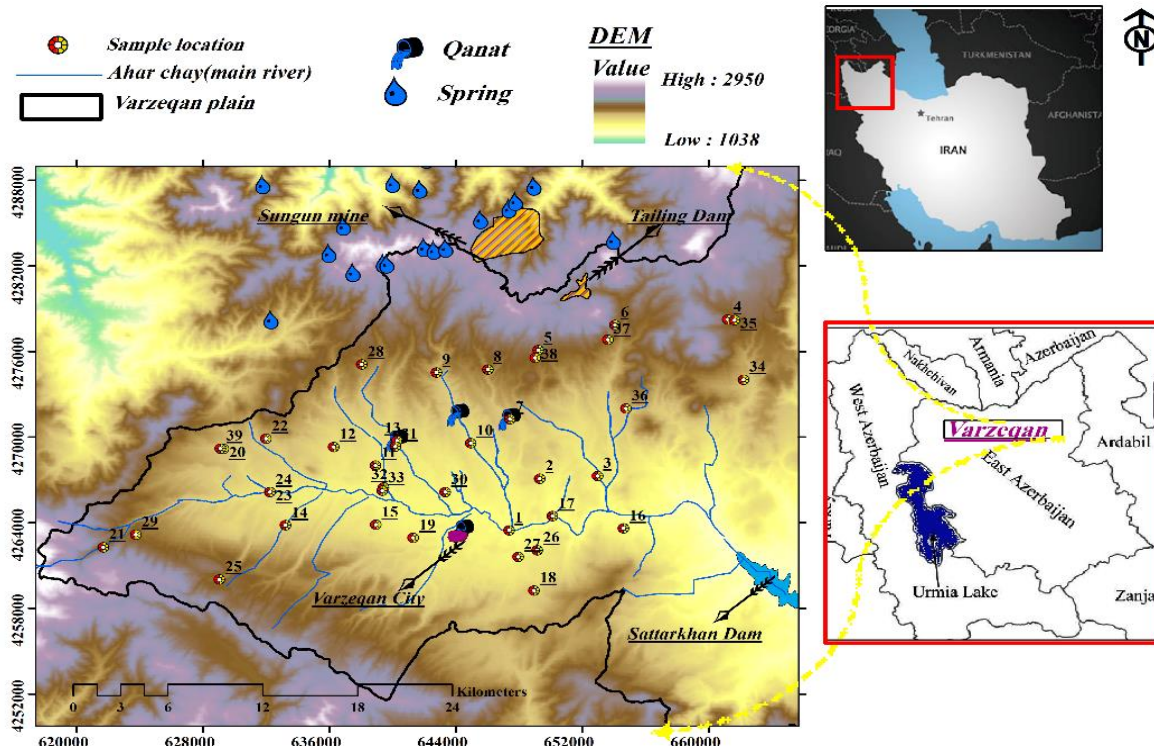 Sample location
Ahar chay(main river)
Varzeqan plain
Qanat
Spring
DEM
Value
High : 2950
Low : 1038
N
GEORGIA
TURKMENISTAN
Tehran
IRAN
AFGHANISTA
4288000
4282000
4276000
4270000
4264000
4258000
4252000
Sungun mine
Tailing Dam
4
35
6
37
5
38
34
28
9
8
36
7
22
39
20
12
13
31
11
10
2
3
24
23
32
33
30
17
14
15
19
1
16
27
26
29
21
25
18
Varzeqan City
Sattarkhan Dam
Kilometers
0 3 6 12 18 24
620000 628000 636000 644000 652000 660000
Nakhchivan
Armania
Azerbaijan
West Azerbaijan
Varzeqan
Ardabil
East Azerbaijan
Urmia Lake
Zanja